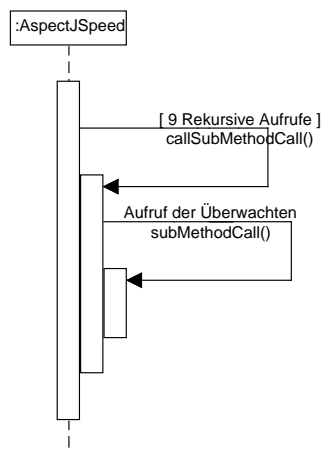 :AspectJSpeed
[ 9 Rekursive Aufrufe ]
callSubMethodCall()
Aufruf der Überwachten
subMethodCall()